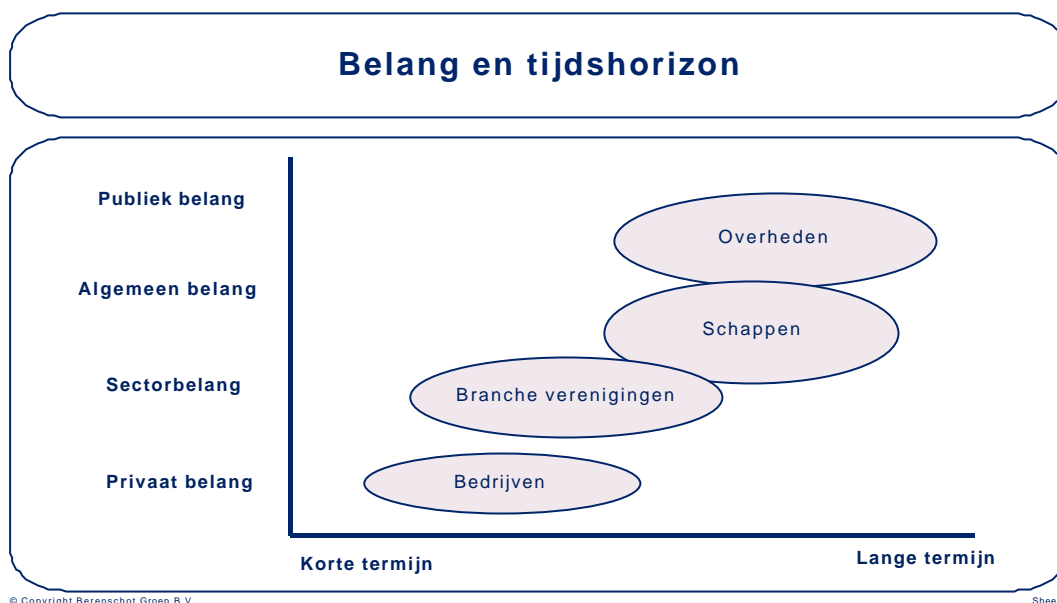 Belang en tijdshorizon
Publiek belang
Overheden
Algemeen belang
Schappen
Sectorbelang
Branche verenigingen
Privaat belang
Bedrijven
Korte termijn
Lange termijn
© Copyright Berenschot Groep B.V.
Shee